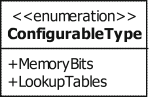 <<enumeration>>
ConfigurableType
+MemoryBits
+LookupTables